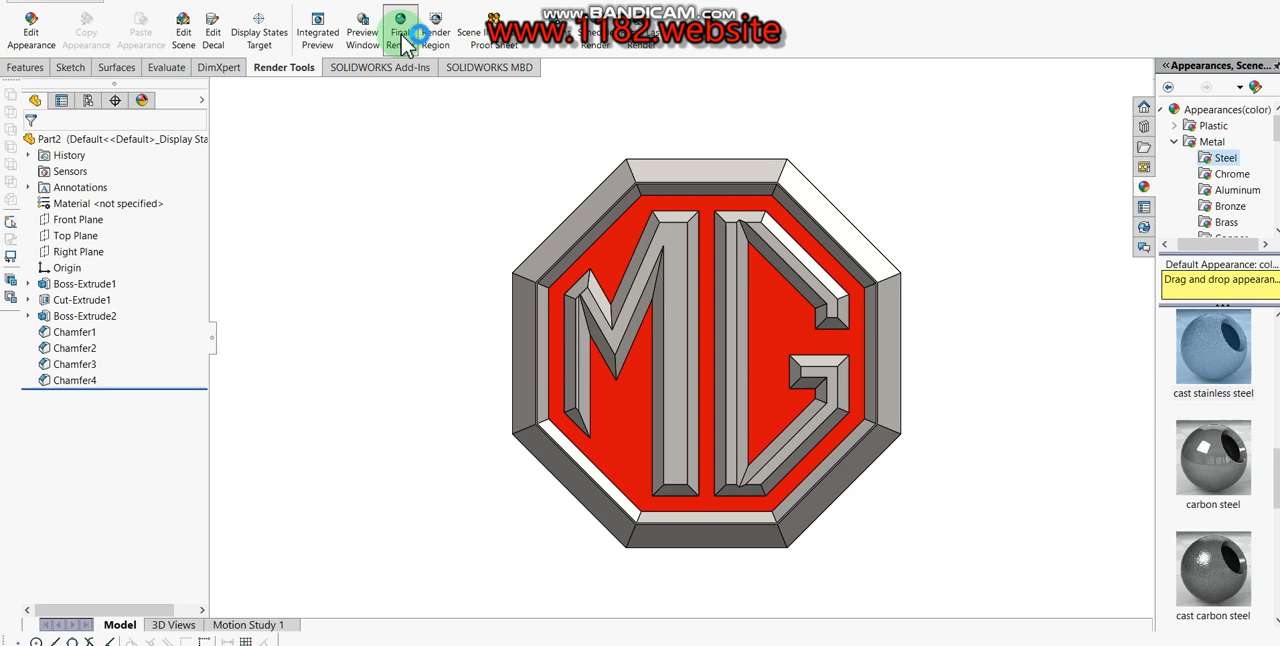 www.BANDICAM.com
www.1182.website
Edit Appearance
Copy Appearance
Paste Appearance
Edit Scene
Edit Decal
Display States Target
Integrated Preview
Preview Window
Final
Render Region
Proof Sheet
Features
Sketch
Surfaces
Evaluate
DimXpert
Render Tools
SOLIDWORKS Add-Ins
SOLIDWORKS MBD
Part2 (Default<<Default>_Display Sta
History
Sensors
Annotations
Material <not specified>
Front Plane
Top Plane
Right Plane
Origin
Boss-Extrude1
Cut-Extrude1
Boss-Extrude2
Chamfer1
Chamfer2
Chamfer3
Chamfer4
MG
Appearances, Scene...
Appearances(color)
Plastic
Metal
Steel
Chrome
Aluminum
Bronze
Brass
Default Appearance: col...
Drag and drop appearan...
cast stainless steel
carbon steel
cast carbon steel
Model
3D Views
Motion Study 1